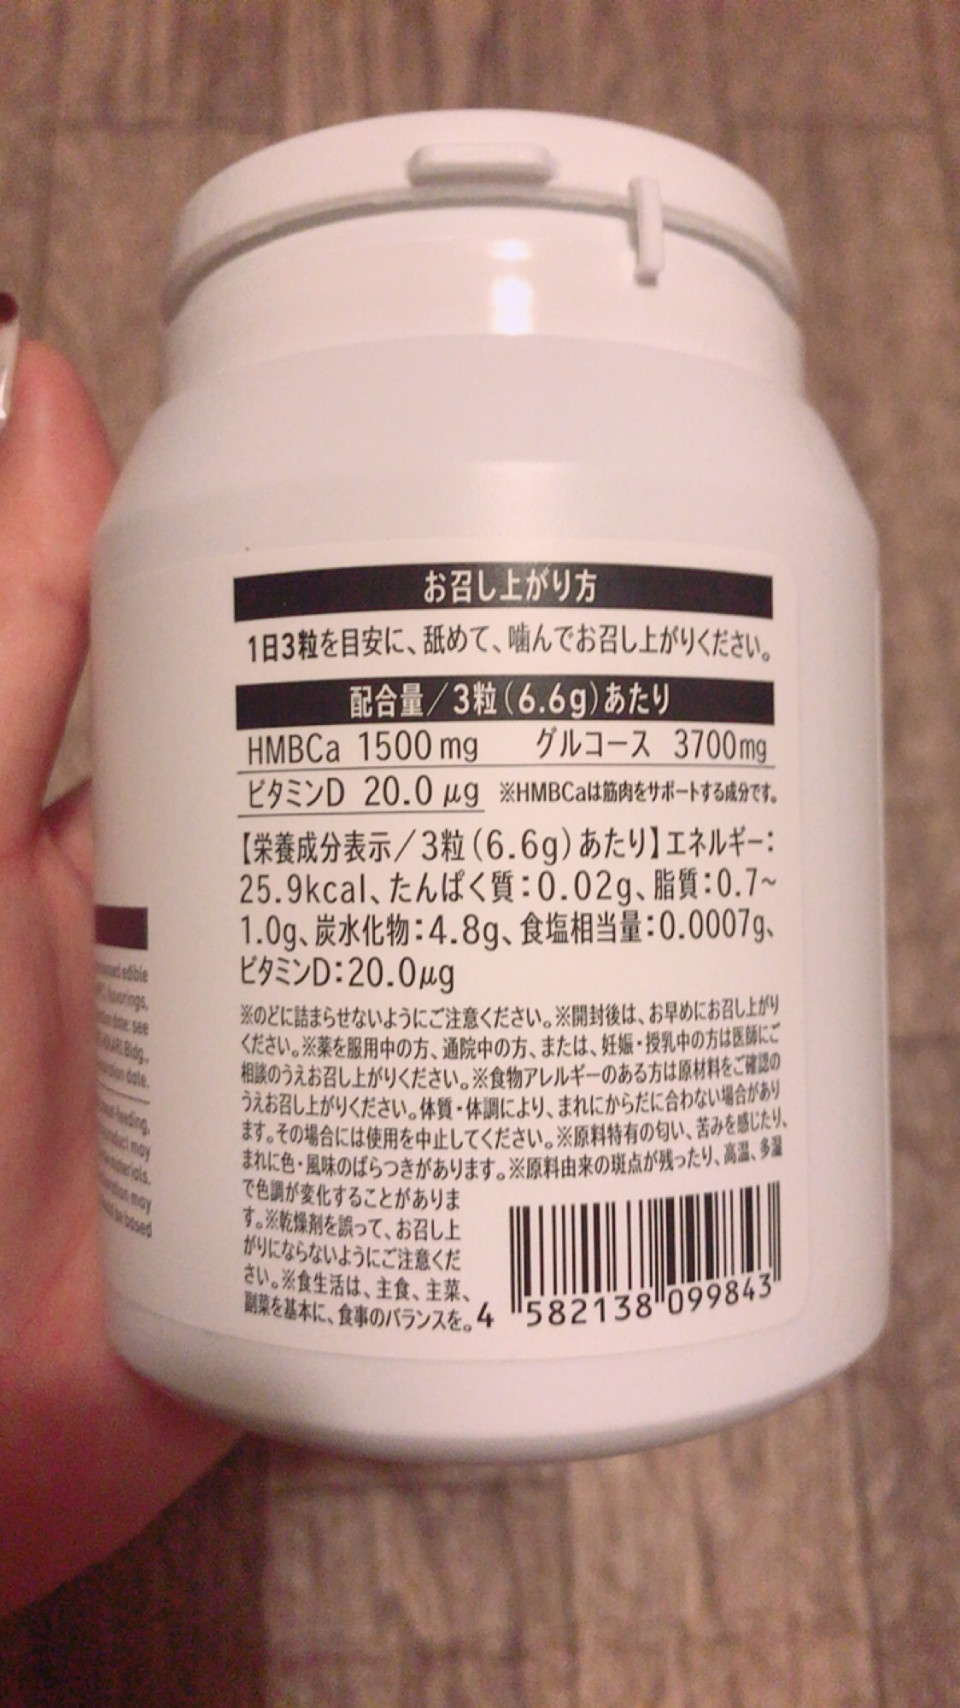 お召し上がり方
1日3粒を目安に、舐めて、噛んでお召し上がりください。
配合量/3粒(6.6g)あたり
HMBCa 1500mg グルコース 3700mg
ビタミンD 20.0μg ※HMBCaは筋肉をサポートする成分です。
【栄養成分表示/3粒(6.6g)あたり】エネルギー:
25.9kcal、たんぱく質:0.02g、脂質:0.7~
1.0g、炭水化物:4.8g、食塩相当量:0.0007g、
ビタミンD:20.0μg
※のどに詰まらせないようにご注意ください。※開封後は、お早めにお召し上がり
ください。※薬を服用中の方、通院中の方、または、妊娠・授乳中の方は医師にご
相談のうえお召し上がりください。※食物アレルギーのある方は原材料をご確認の
うえお召し上がりください。体質・体調により、まれにからだに合わない場合があり
ます。その場合には使用を中止してください。※原料特有の匂い、苦みを感じたり、
まれに色・風味のばらつきがあります。※原料由来の斑点が残ったり、高温、多湿
で色調が変化することがありま
す。※乾燥剤を誤って、お召し上
がりにならないようにご注意くだ
さい。※食生活は、主食、主菜、
副菜を基本に、食事のバランスを。
4 582138 099843
edible
flavorings,
date: see
Bldg.,
date.
feeding,
may
materials.
may
be based